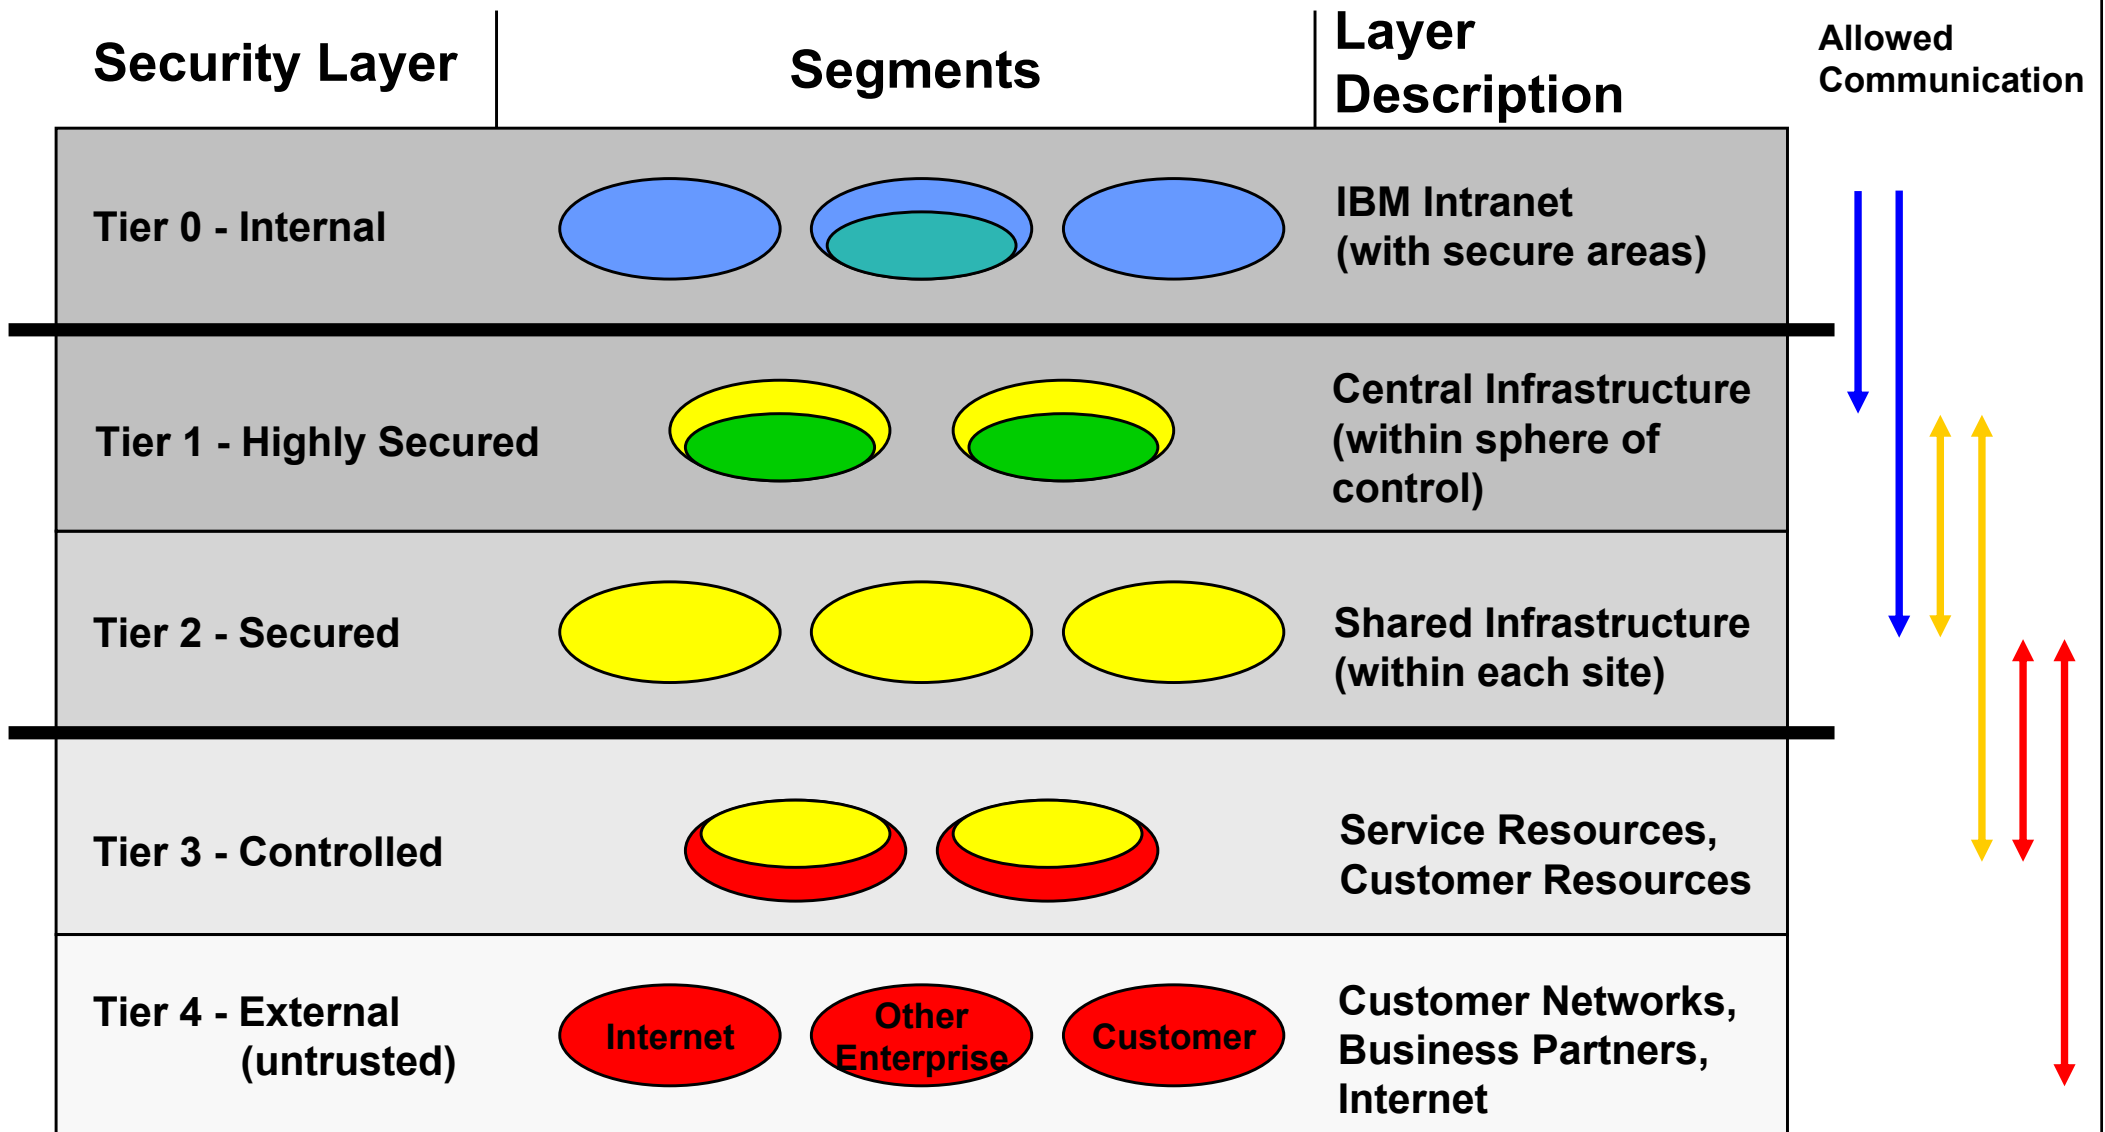 Security Layer
Segments
Layer
Description
Allowed
Communication
Tier 0 - Internal
IBM Intranet
(with secure areas)
Tier 1 - Highly Secured
Central Infrastructure
(within sphere of
control)
Tier 2 - Secured
Shared Infrastructure
(within each site)
Tier 3 - Controlled
Service Resources,
Customer Resources
Tier 4 - External
(untrusted)
Internet
Other
Enterprise
Customer
Customer Networks,
Business Partners,
Internet